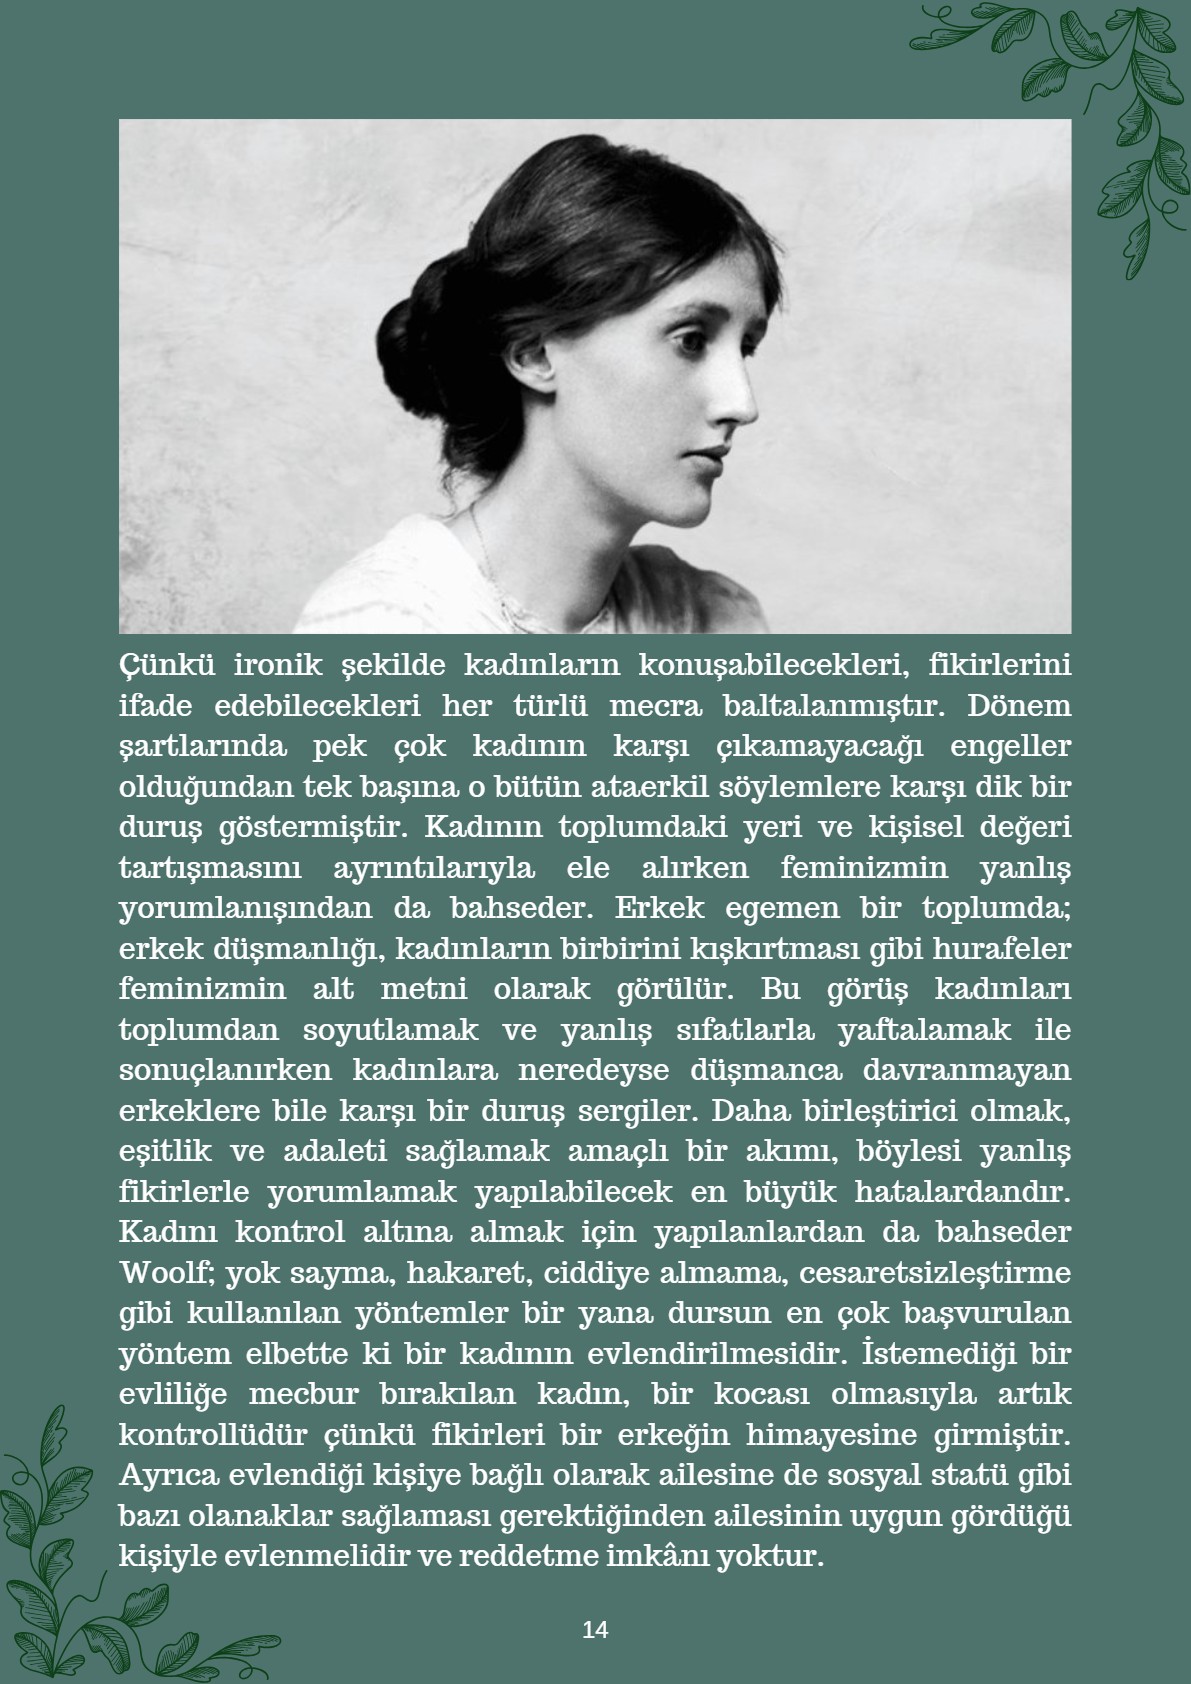 Çünkü ironik şekilde kadınların konuşabilecekleri, fikirlerini
ifade edebilecekleri her türlü mecra baltalanmıştır. Dönem
şartlarında pek çok kadının karşı çıkamayacağı engeller
olduğundan tek başına o bütün ataerkil söylemlere karşı dik bir
duruş göstermiştir. Kadının toplumdaki yeri ve kişisel değeri
tartışmasını ayrıntılarıyla ele alırken feminizmin yanlış
yorumlanışından da bahseder. Erkek egemen bir toplumda;
erkek düşmanlığı, kadınların birbirini kışkırtması gibi hurafeler
feminizmin alt metni olarak görülür. Bu görüş kadınları
toplumdan soyutlamak ve yanlış sıfatlarla yaftalamak ile
sonuçlanırken kadınlara neredeyse düşmanca davranmayan
erkeklere bile karşı bir duruş sergiler. Daha birleştirici olmak,
eşitlik ve adaleti sağlamak amaçlı bir akımı, böylesi yanlış
fikirlerle yorumlamak yapılabilecek en büyük hatalardandır.
Kadını kontrol altına almak için yapılanlardan da bahseder
Woolf; yok sayma, hakaret, ciddiye almama, cesaretsizleştirme
gibi kullanılan yöntemler bir yana dursun en çok başvurulan
yöntem elbette ki bir kadının evlendirilmesidir. İstemediği bir
evliliğe mecbur bırakılan kadın, bir kocası olmasıyla artık
kontrollüdür çünkü fikirleri bir erkeğin himayesine girmiştir.
Ayrıca evlendiği kişiye bağlı olarak ailesine de sosyal statü gibi
bazı olanaklar sağlaması gerektiğinden ailesinin uygun gördüğü
kişiyle evlenmelidir ve reddetme imkânı yoktur.
14